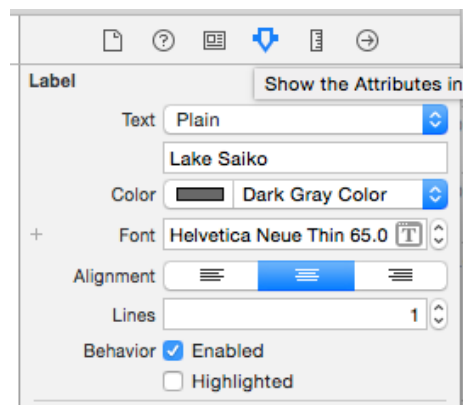 Label
Show the Attributes in
Text Plain
Lake Saiko
Color Dark Gray Color
+ Font Helvetica Neue Thin 65.0 T
Alignment
Lines 1
Behavior Enabled
Highlighted